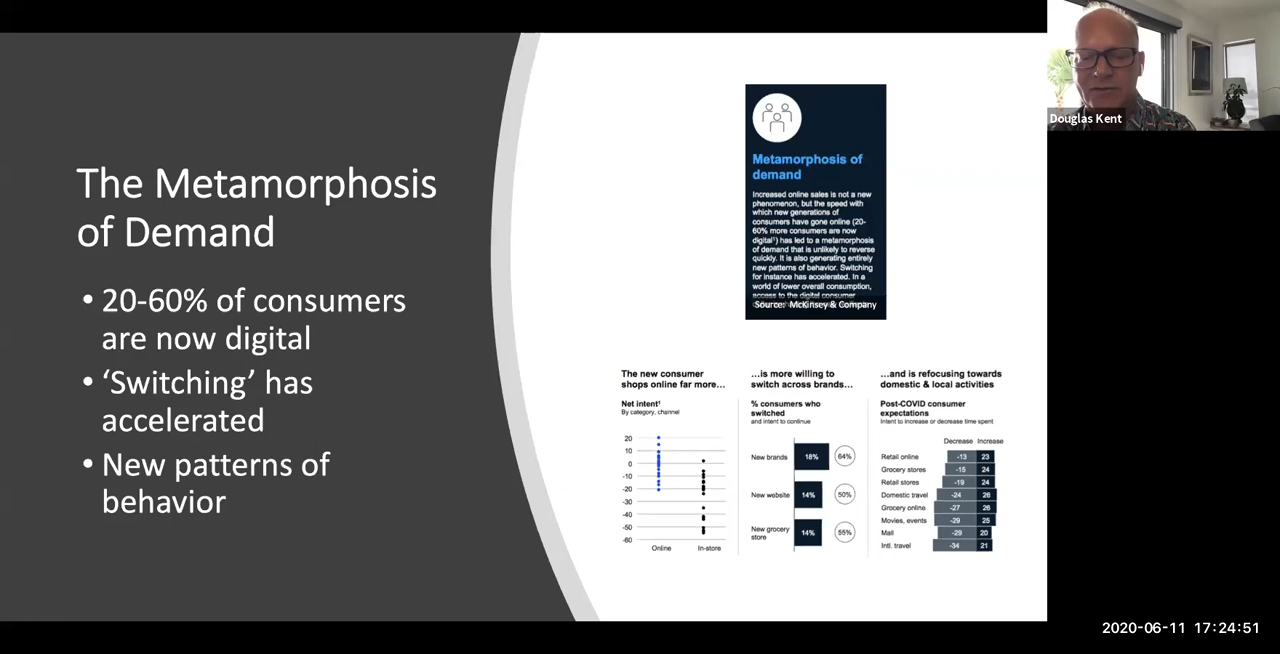 The Metamorphosis
of Demand
• 20-60% of consumers
are now digital
• ‘Switching’ has
accelerated
• New patterns of
behavior
Metamorphosis of
demand
Increased online sales is not a new
phenomenon, but the speed with
which new generations of
consumers have gone online (20-
60% more consumers are now
digital¹) has led to a metamorphosis
of demand that is unlikely to reverse
quickly. It is also generating entirely
new patterns of behavior. Switching
for instance has accelerated. In a
world of lower overall consumption,
access to the digital consumer
Source: McKinsey & Company
The new consumer
shops online far more…
Net intent¹
By category, channel
20
10
0
-10
-20
-30
-40
-50
-60
Online In-store
…is more willing to
switch across brands…
% consumers who
switched
and intent to continue
New brands 18% 64%
New website 14% 50%
New grocery
store 14% 55%
…and is refocusing towards
domestic & local activities
Post-COVID consumer
expectations
Intent to increase or decrease time spent
Decrease Increase
Retail online -13 23
Grocery stores -15 24
Retail stores -19 24
Domestic travel -24 26
Grocery online -27 26
Movies, events -29 25
Mall -29 20
Intl. travel -34 21
Douglas Kent
2020-06-11 17:24:51